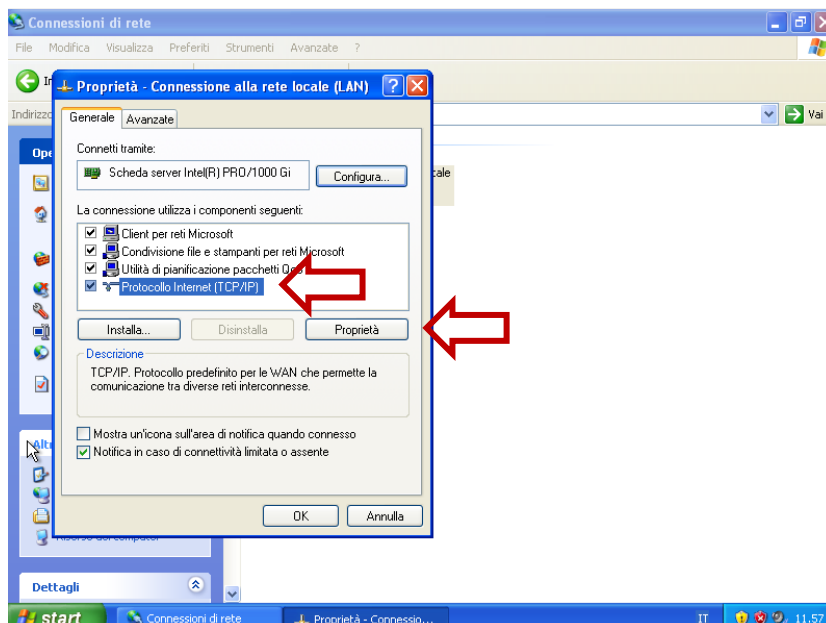 Connessioni di rete
File Modifica Visualizza Preferiti Strumenti Avanzate ?
Proprietà - Connessione alla rete locale (LAN)
Vai
Generale Avanzate
Connetti tramite:
Scheda server Intel(R) PRO/1000 Gi
Configura...
La connessione utilizza i componenti seguenti:
Client per reti Microsoft
Condivisione file e stampanti per reti Microsoft
Utilità di pianificazione pacchetti
Protocollo Internet (TCP/IP)
Installa... Disinstalla Proprietà
Descrizione
TCP/IP. Protocollo predefinito per le WAN che permette la
comunicazione tra diverse reti interconnesse.
Mostra un'icona sull'area di notifica quando connesso
Notifica in caso di connettività limitata o assente
OK Annulla
Dettagli
start Connessioni di rete Proprietà - Connessio... IT 11.57